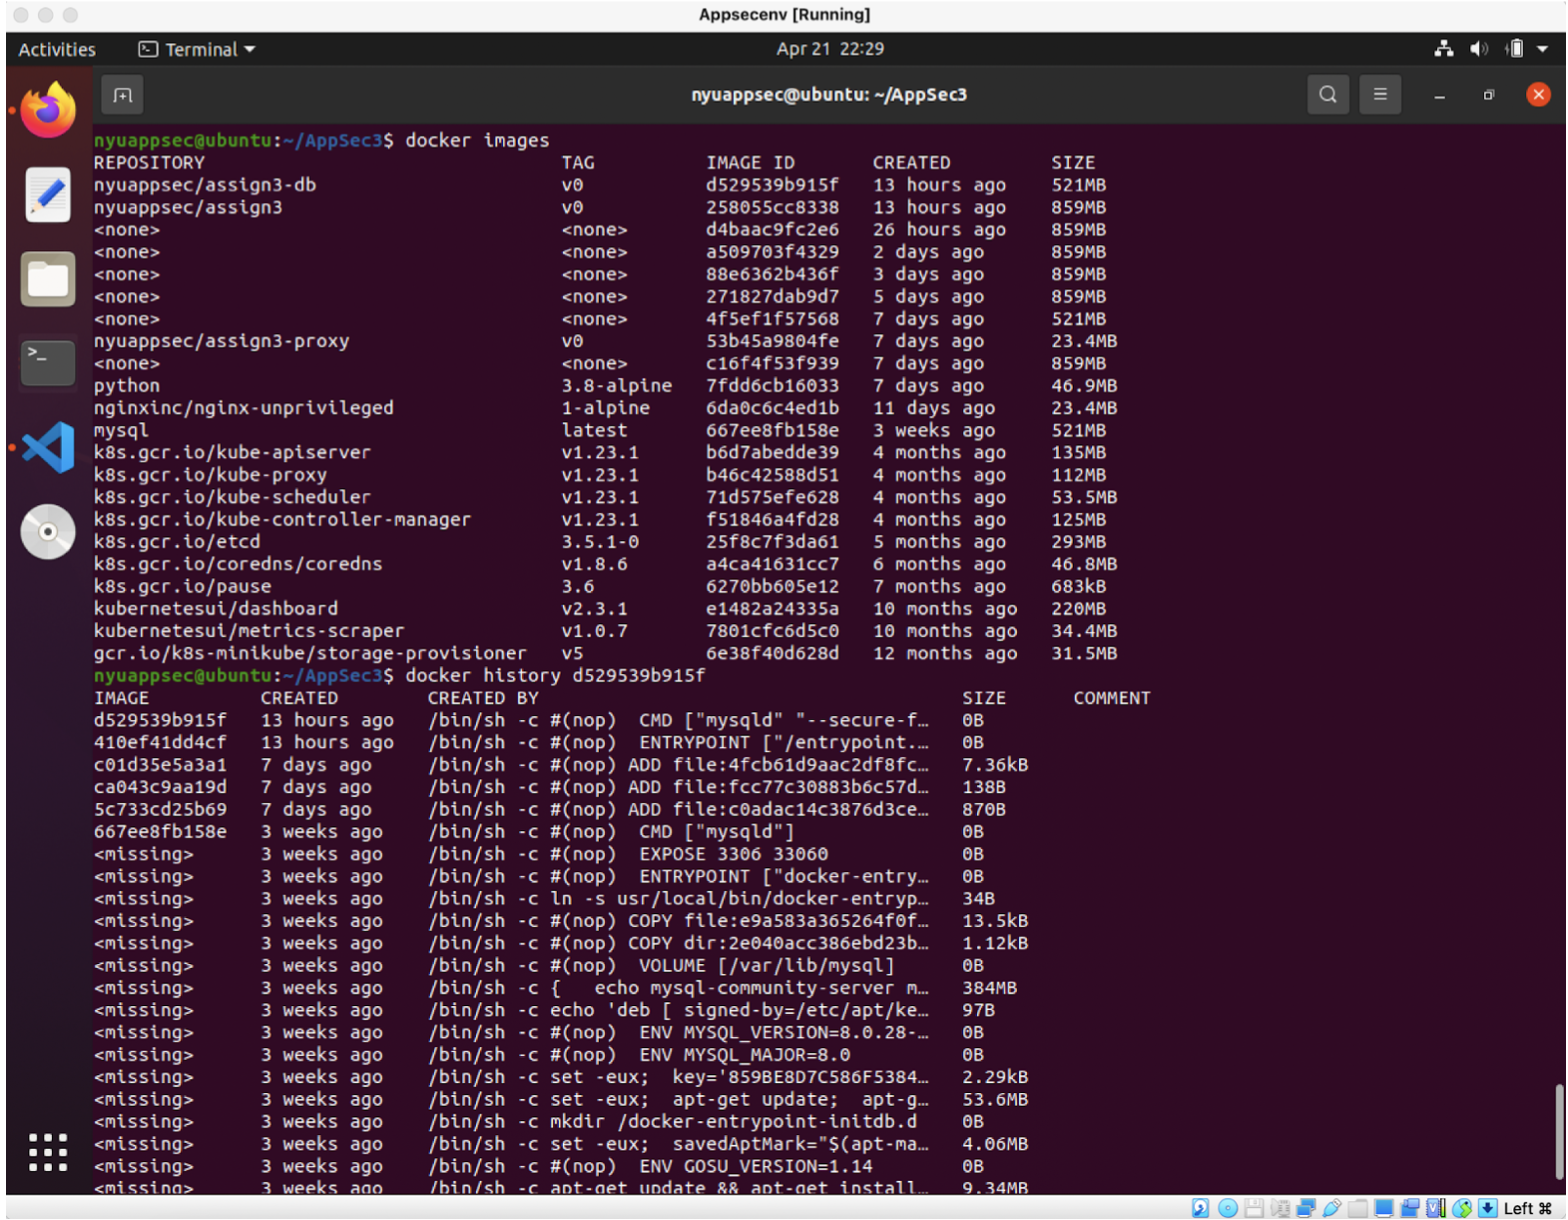 Appsecenv [Running]
Activities Terminal Apr 21 22:29
nyuappsec@ubuntu: ~/AppSec3
nyuappsec@ubuntu:~/AppSec3$ docker images
REPOSITORY TAG IMAGE ID CREATED SIZE
nyuappsec/assign3-db v0 d529539b915f 13 hours ago 521MB
nyuappsec/assign3 v0 258055cc8338 13 hours ago 859MB
<none> <none> d4baac9fc2e6 26 hours ago 859MB
<none> <none> a509703f4329 2 days ago 859MB
<none> <none> 88e6362b436f 3 days ago 859MB
<none> <none> 271827dab9d7 5 days ago 859MB
<none> <none> 4f5ef1f57568 7 days ago 521MB
nyuappsec/assign3-proxy v0 53b45a9804fe 7 days ago 23.4MB
<none> <none> c16f4f53f939 7 days ago 859MB
python 3.8-alpine 7fdd6cb16033 7 days ago 46.9MB
nginxinc/nginx-unprivileged 1-alpine 6da0c6c4ed1b 11 days ago 23.4MB
mysql latest 667ee8fb158e 3 weeks ago 521MB
k8s.gcr.io/kube-apiserver v1.23.1 b6d7abedde39 4 months ago 135MB
k8s.gcr.io/kube-proxy v1.23.1 b46c42588d51 4 months ago 112MB
k8s.gcr.io/kube-scheduler v1.23.1 71d575efe628 4 months ago 53.5MB
k8s.gcr.io/kube-controller-manager v1.23.1 f51846a4fd28 4 months ago 125MB
k8s.gcr.io/etcd 3.5.1-0 25f8c7f3da61 5 months ago 293MB
k8s.gcr.io/coredns/coredns v1.8.6 a4ca41631cc7 6 months ago 46.8MB
k8s.gcr.io/pause 3.6 6270bb605e12 7 months ago 683kB
kubernetesui/dashboard v2.3.1 e1482a24335a 10 months ago 220MB
kubernetesui/metrics-scraper v1.0.7 7801cfc6d5c0 10 months ago 34.4MB
gcr.io/k8s-minikube/storage-provisioner v5 6e38f40d628d 12 months ago 31.5MB
nyuappsec@ubuntu:~/AppSec3$ docker history d529539b915f
IMAGE CREATED CREATED BY SIZE COMMENT
d529539b915f 13 hours ago /bin/sh -c #(nop) CMD ["mysqld" "--secure-f… 0B
410ef41dd4cf 13 hours ago /bin/sh -c #(nop) ENTRYPOINT ["/entrypoint.… 0B
c01d35e5a3a1 7 days ago /bin/sh -c #(nop) ADD file:4fcb61d9aac2df8fc… 7.36kB
ca043c9aa19d 7 days ago /bin/sh -c #(nop) ADD file:fcc77c30883b6c57d… 138B
5c733cd25b69 7 days ago /bin/sh -c #(nop) ADD file:c0adac14c3876d3ce… 870B
667ee8fb158e 3 weeks ago /bin/sh -c #(nop) CMD ["mysqld"] 0B
<missing> 3 weeks ago /bin/sh -c #(nop) EXPOSE 3306 33060 0B
<missing> 3 weeks ago /bin/sh -c #(nop) ENTRYPOINT ["docker-entry… 0B
<missing> 3 weeks ago /bin/sh -c ln -s usr/local/bin/docker-entryp… 34B
<missing> 3 weeks ago /bin/sh -c #(nop) COPY file:e9a583a365264f0f… 13.5kB
<missing> 3 weeks ago /bin/sh -c #(nop) COPY dir:2e040acc386ebd23b… 1.12kB
<missing> 3 weeks ago /bin/sh -c #(nop) VOLUME [/var/lib/mysql] 0B
<missing> 3 weeks ago /bin/sh -c { echo mysql-community-server m… 384MB
<missing> 3 weeks ago /bin/sh -c echo 'deb [ signed-by=/etc/apt/ke… 97B
<missing> 3 weeks ago /bin/sh -c #(nop) ENV MYSQL_VERSION=8.0.28-… 0B
<missing> 3 weeks ago /bin/sh -c #(nop) ENV MYSQL_MAJOR=8.0 0B
<missing> 3 weeks ago /bin/sh -c set -eux; key='859BE8D7C586F5384… 2.29kB
<missing> 3 weeks ago /bin/sh -c set -eux; apt-get update; apt-g… 53.6MB
<missing> 3 weeks ago /bin/sh -c mkdir /docker-entrypoint-initdb.d 0B
<missing> 3 weeks ago /bin/sh -c set -eux; savedAptMark="$(apt-ma… 4.06MB
<missing> 3 weeks ago /bin/sh -c #(nop) ENV GOSU_VERSION=1.14 0B
<missing> 3 weeks ago /bin/sh -c apt-get update && apt-get install… 9.34MB
Left ⌘